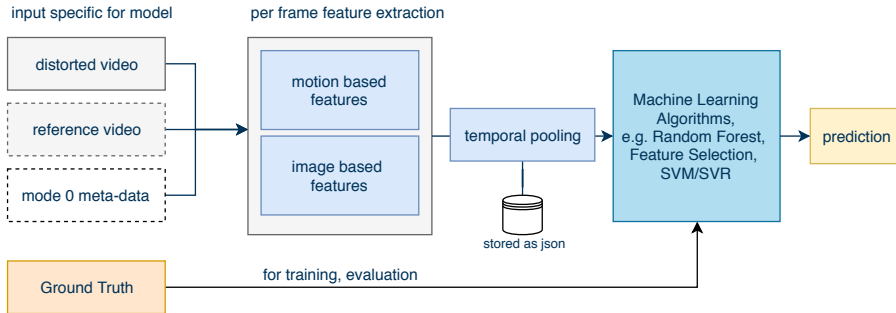 input specific for model
per frame feature extraction
distorted video
reference video
mode 0 meta-data
motion based
features
image based
features
temporal pooling
stored as json
Machine Learning
Algorithms,
e.g. Random Forest,
Feature Selection,
SVM/SVR
prediction
Ground Truth
for training, evaluation